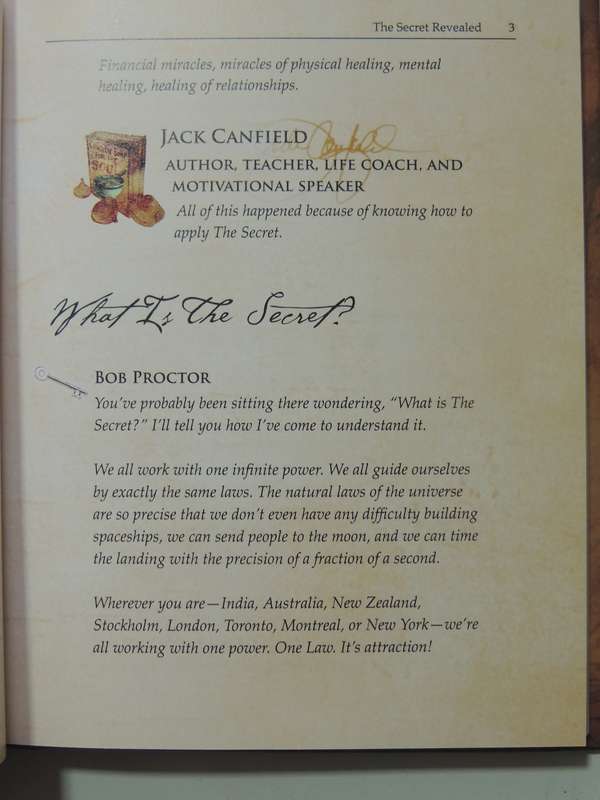 The Secret Revealed 3
Financial miracles, miracles of physical healing, mental
healing, healing of relationships.
JACK CANFIELD
AUTHOR, TEACHER, LIFE COACH, AND
MOTIVATIONAL SPEAKER
All of this happened because of knowing how to
apply The Secret.
What Is The Secret?
BOB PROCTOR
You've probably been sitting there wondering, “What is The
Secret?” I'll tell you how I've come to understand it.
We all work with one infinite power. We all guide ourselves
by exactly the same laws. The natural laws of the universe
are so precise that we don't even have any difficulty building
spaceships, we can send people to the moon, and we can time
the landing with the precision of a fraction of a second.
Wherever you are—India, Australia, New Zealand,
Stockholm, London, Toronto, Montreal, or New York—we're
all working with one power. One Law. It's attraction!